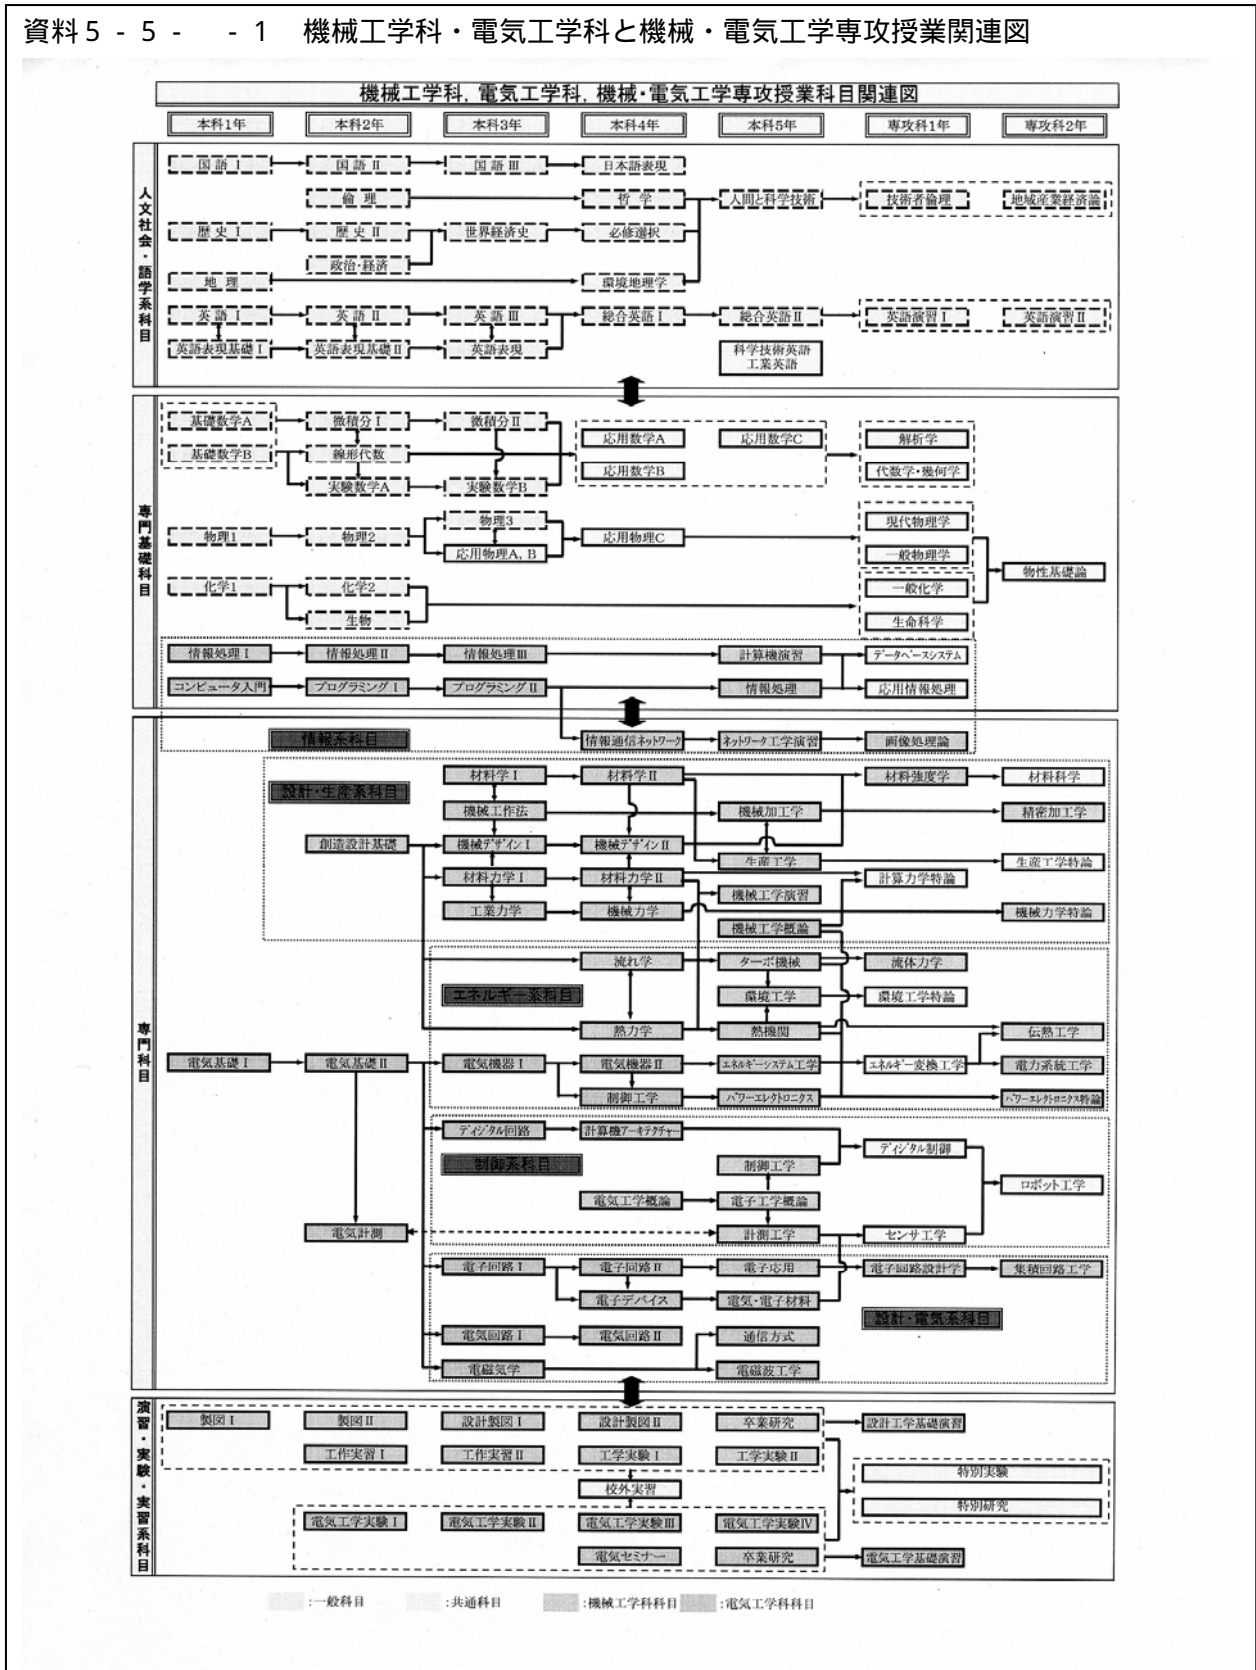 資料５-５- -１ 機械工学科・電気工学科と機械・電気工学専攻授業関連図
機械工学科, 電気工学科, 機械・電気工学専攻授業科目関連図
本科1年 本科2年 本科3年 本科4年 本科5年 専攻科1年 専攻科2年
人文社会・語学系科目
国語Ⅰ 国語Ⅱ 国語Ⅲ 日本語表現
倫理 哲学 人間と科学技術 技術者倫理 地域産業経済論
歴史Ⅰ 歴史Ⅱ 世界経済史 必修選択
政治・経済
地理 環境地理学
英語Ⅰ 英語Ⅱ 英語Ⅲ 総合英語Ⅰ 総合英語Ⅱ 英語演習Ⅰ 英語演習Ⅱ
英語表現基礎Ⅰ 英語表現基礎Ⅱ 英語表現 科学技術英語
工業英語
専門基礎科目
基礎数学A 微積分Ⅰ 微積分Ⅱ
応用数学A 応用数学C 解析学
基礎数学B 線形代数
応用数学B 代数学・幾何学
実験数学A 実験数学B
物理3 現代物理学
物理1 物理2 応用物理C
応用物理A, B 一般物理学
物性基礎論
化学1 化学2 一般化学
生物 生命科学
情報処理Ⅰ 情報処理Ⅱ 情報処理Ⅲ 計算機演習 データベースシステム
コンピュータ入門 プログラミングⅠ プログラミングⅡ 情報処理 応用情報処理
専門科目
情報系科目 情報通信ネットワーク ネットワーク工学演習 画像処理論
材料学Ⅰ 材料学Ⅱ 材料強度学 材料科学
設計・生産系科目
機械工作法 機械加工学 精密加工学
創造設計基礎 機械デザインⅠ 機械デザインⅡ
生産工学 生産工学特論
材料力学Ⅰ 材料力学Ⅱ 計算力学特論
機械工学演習
工業力学 機械力学 機械力学特論
機械工学概論
流れ学 ターボ機械 流体力学
エネルギー系科目 環境工学 環境工学特論
熱力学 熱機関 伝熱工学
電気基礎Ⅰ 電気基礎Ⅱ 電気機器Ⅰ 電気機器Ⅱ エネルギーシステム工学 エネルギー変換工学 電力系統工学
制御工学 パワーエレクトロニクス パワーエレクトロニクス特論
ディジタル回路 計算機アーキテクチャー
ディジタル制御
制御系科目 制御工学
ロボット工学
電気工学概論 電子工学概論
電気計測 計測工学 センサ工学
電子回路Ⅰ 電子回路Ⅱ 電子応用 電子回路設計学 集積回路工学
電子デバイス 電気・電子材料
設計・電気系科目
電気回路Ⅰ 電気回路Ⅱ 通信方式
電磁気学 電磁波工学
演習・実験・実習系科目
製図Ⅰ 製図Ⅱ 設計製図Ⅰ 設計製図Ⅱ 卒業研究 設計工学基礎演習
工作実習Ⅰ 工作実習Ⅱ 工学実験Ⅰ 工学実験Ⅱ
特別実験
校外実習
特別研究
電気工学実験Ⅰ 電気工学実験Ⅱ 電気工学実験Ⅲ 電気工学実験Ⅳ
電気セミナー 卒業研究 電気工学基礎演習
:一般科目 :共通科目 :機械工学科科目 :電気工学科科目